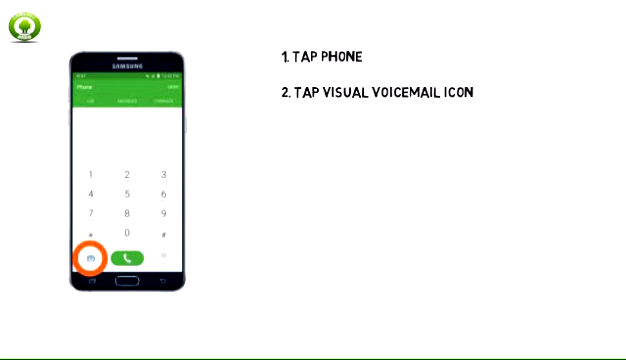 1. TAP PHONE
2. TAP VISUAL VOICEMAIL ICON
SAMSUNG
Phone
1 2 3
4 5 6
7 8 9
* 0 #